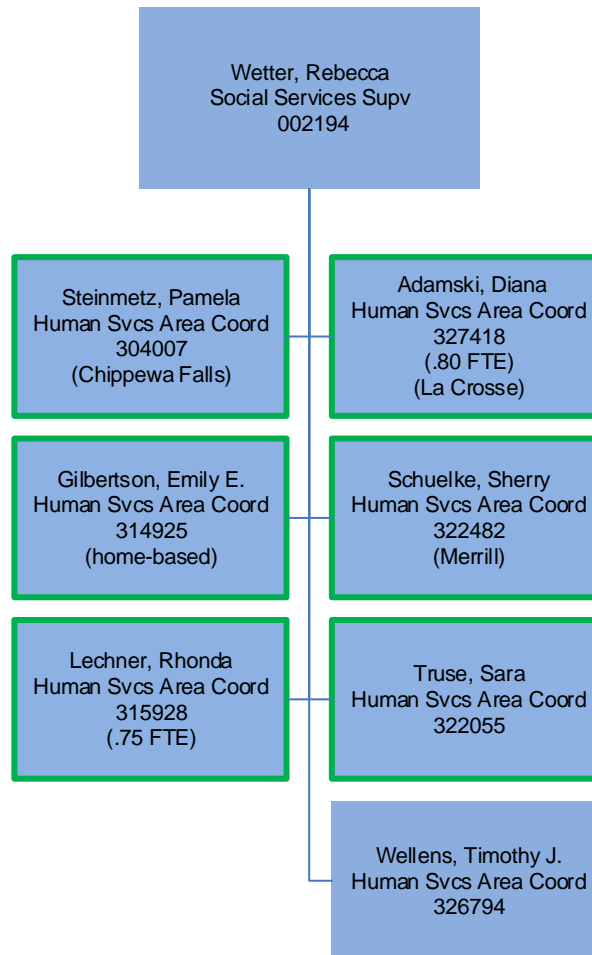 Wetter, Rebecca
Social Services Supv
002194
Steinmetz, Pamela
Human Svcs Area Coord
304007
(Chippewa Falls)
Adamski, Diana
Human Svcs Area Coord
327418
(.80 FTE)
(La Crosse)
Gilbertson, Emily E.
Human Svcs Area Coord
314925
(home-based)
Schuelke, Sherry
Human Svcs Area Coord
322482
(Merrill)
Lechner, Rhonda
Human Svcs Area Coord
315928
(.75 FTE)
Truse, Sara
Human Svcs Area Coord
322055
Wellens, Timothy J.
Human Svcs Area Coord
326794